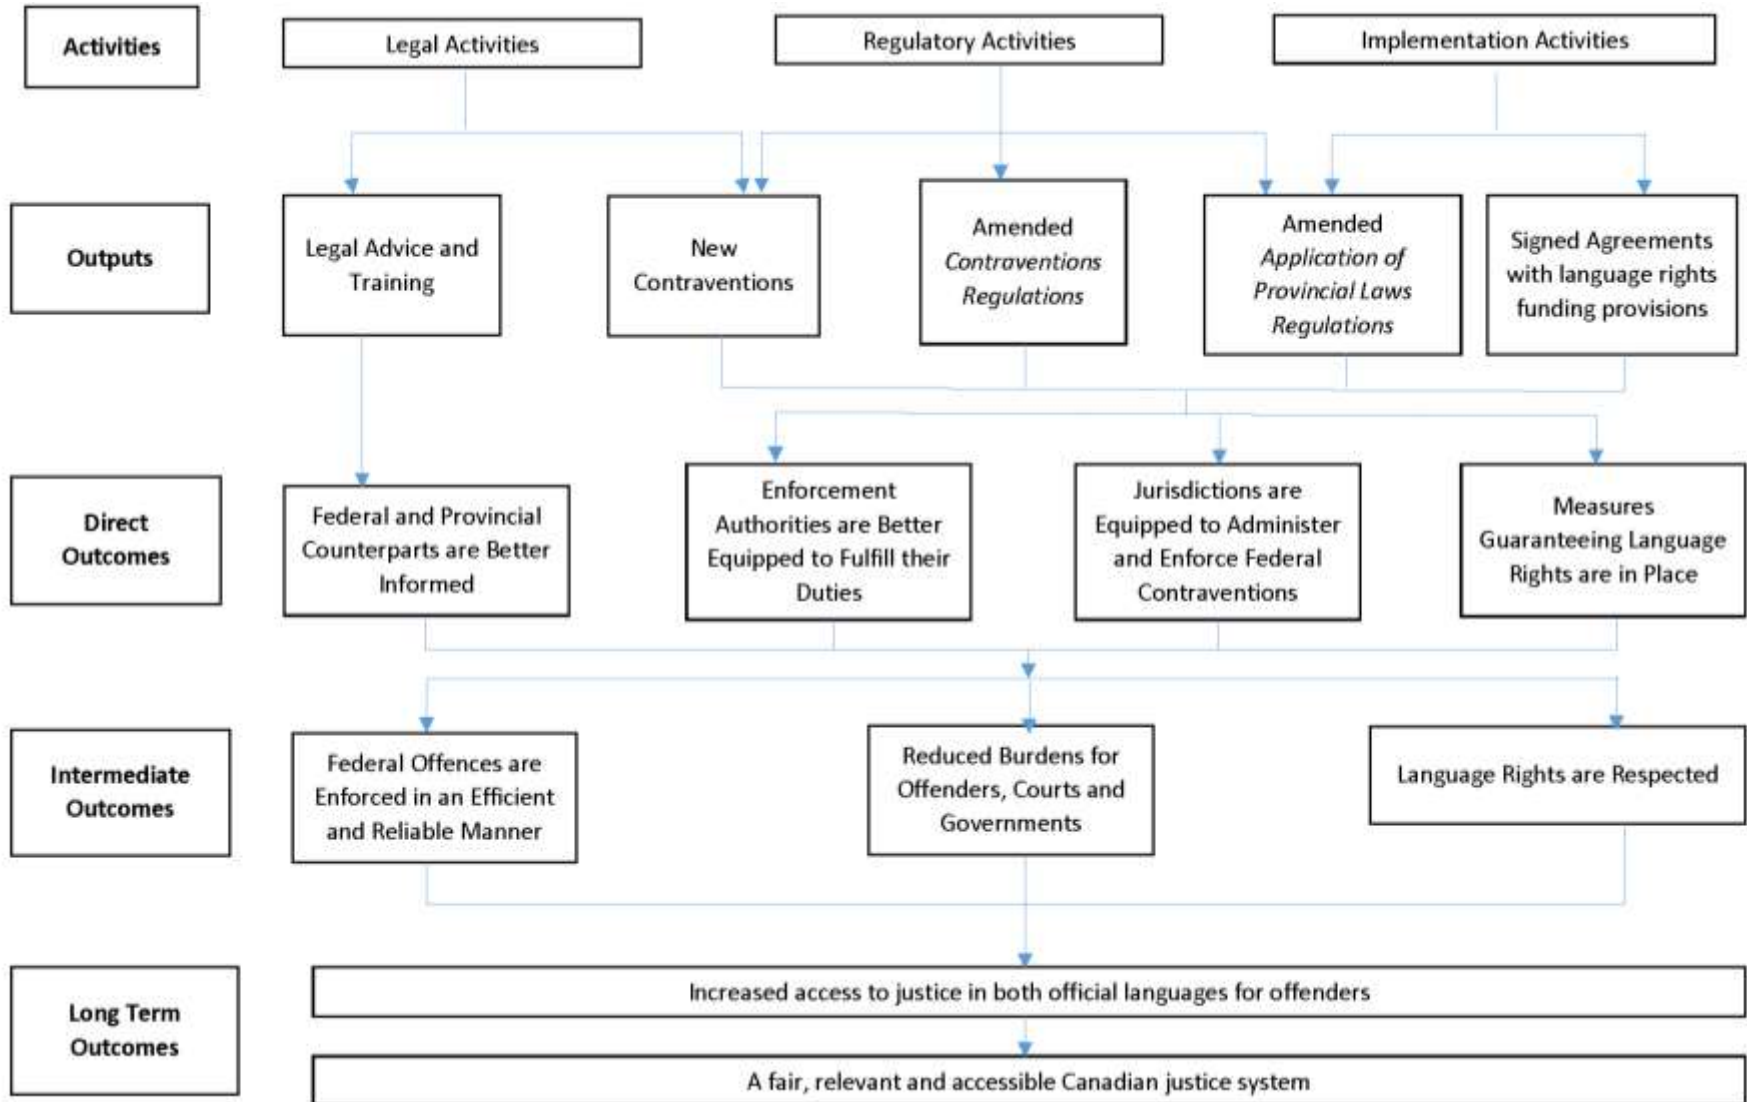 Activities
Legal Activities
Regulatory Activities
Implementation Activities
Outputs
Legal Advice and
Training
New
Contraventions
Amended
Contraventions
Regulations
Amended
Application of
Provincial Laws
Regulations
Signed Agreements
with language rights
funding provisions
Direct
Outcomes
Federal and Provincial
Counterparts are Better
Informed
Enforcement
Authorities are Better
Equipped to Fulfill their
Duties
Jurisdictions are
Equipped to Administer
and Enforce Federal
Contraventions
Measures
Guaranteeing Language
Rights are in Place
Intermediate
Outcomes
Federal Offences are
Enforced in an Efficient
and Reliable Manner
Reduced Burdens for
Offenders, Courts and
Governments
Language Rights are Respected
Long Term
Outcomes
Increased access to justice in both official languages for offenders
A fair, relevant and accessible Canadian justice system